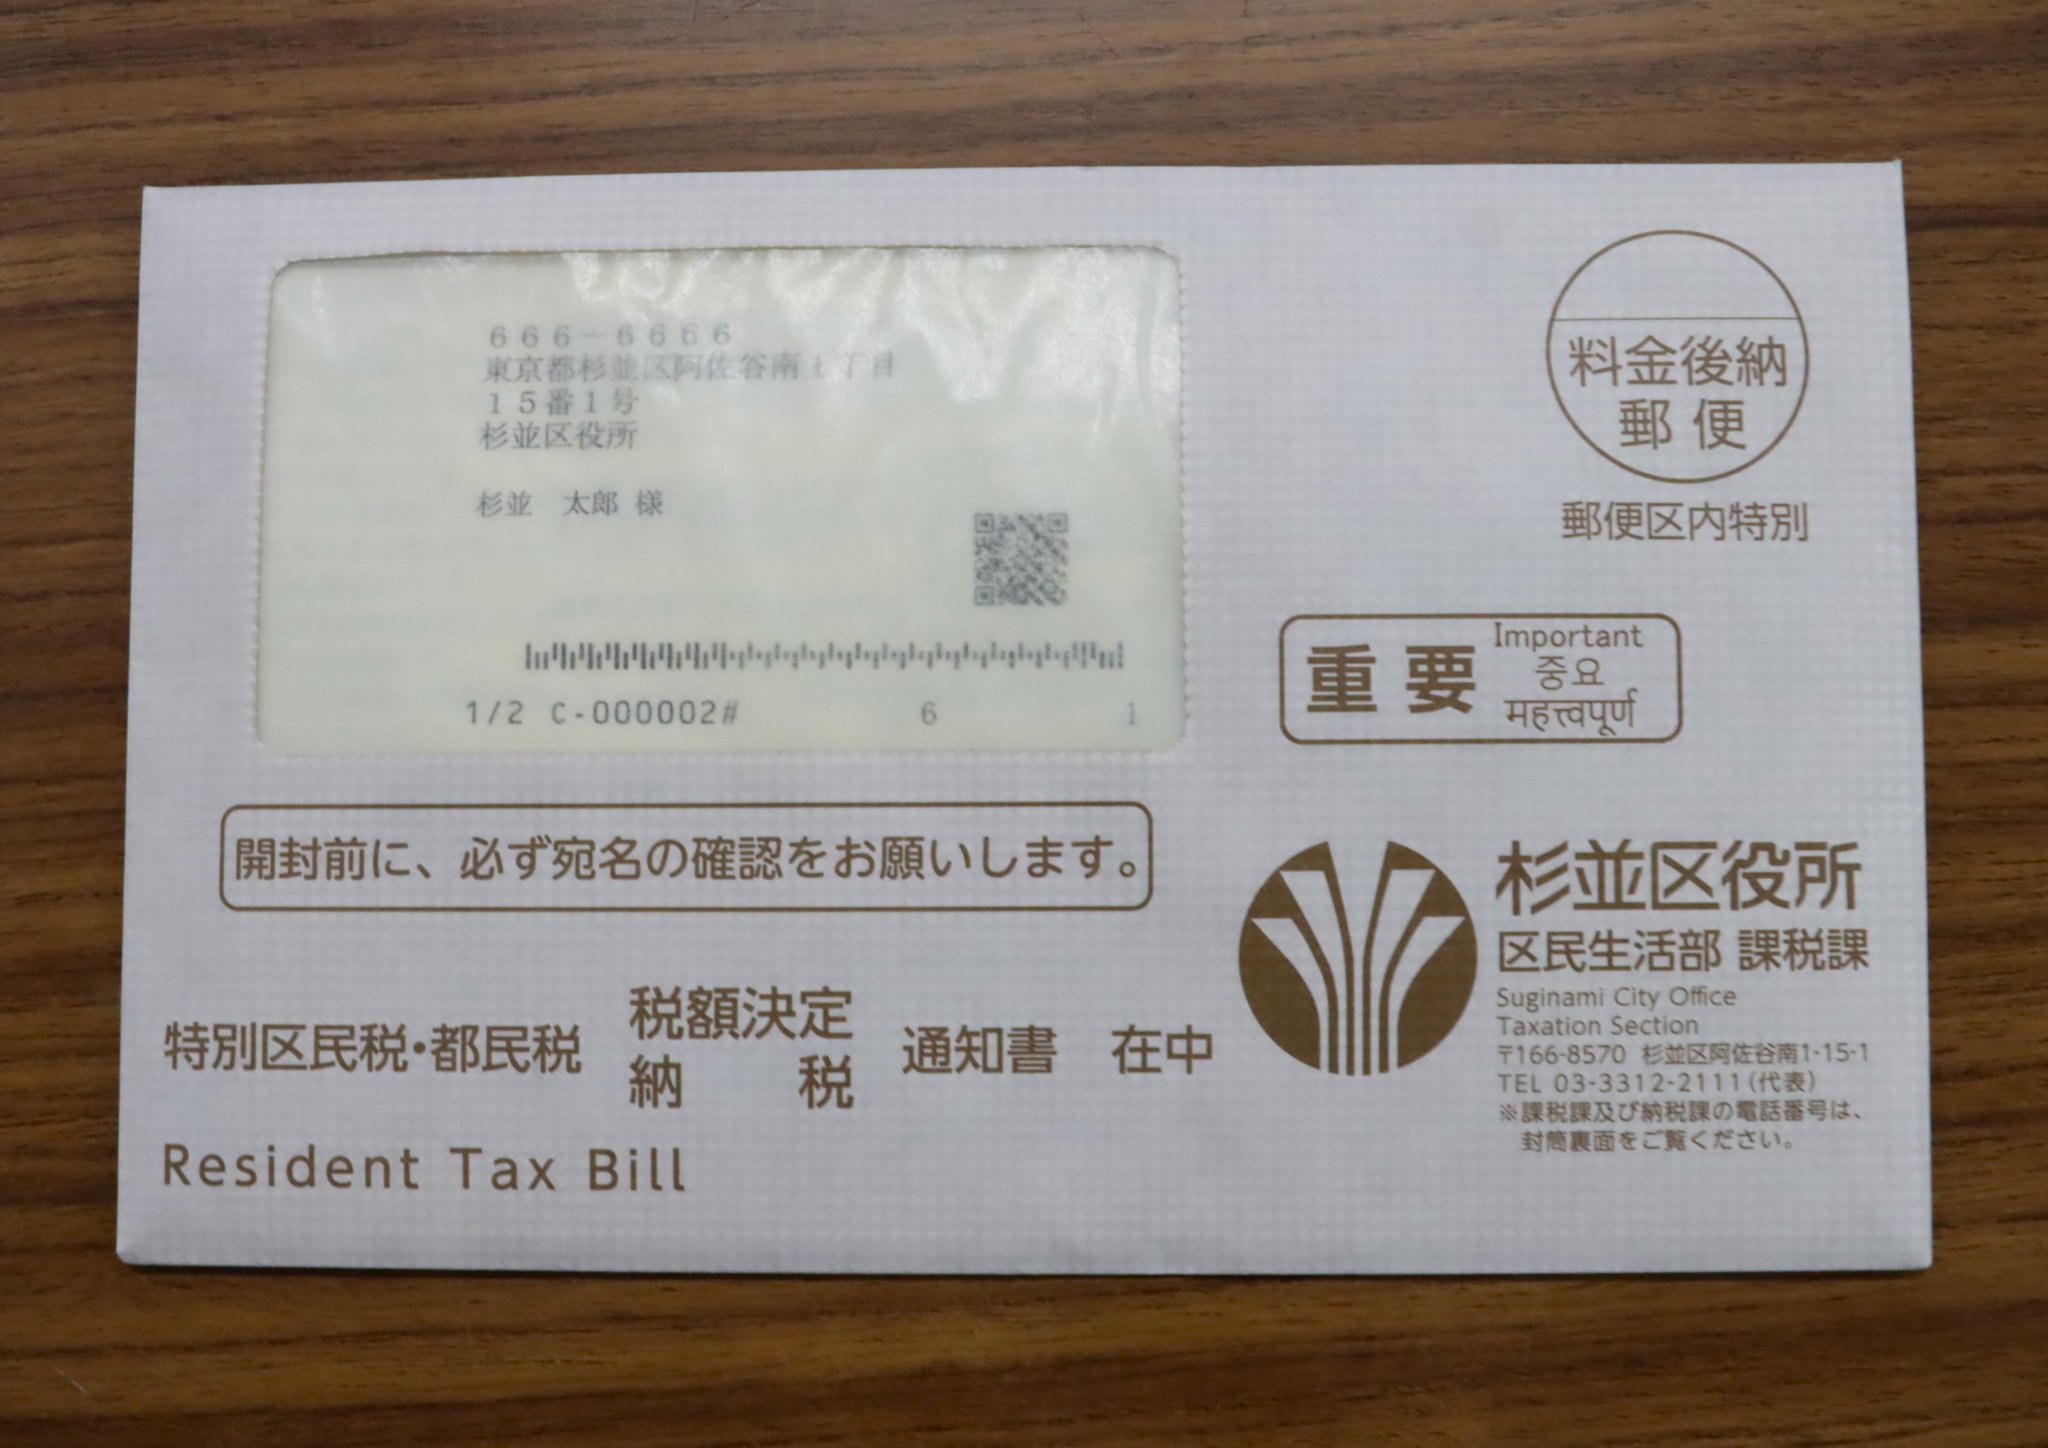 666-6666
東京都杉並区阿佐谷南1丁目
15番1号
杉並区役所
杉並 太郎 様
1/2 C-000002# 6 1
料金後納
郵便
郵便区内特別
重要
Important
중요
महत्त्वपूर्ण
開封前に、必ず宛名の確認をお願いします。
特別区民税・都民税 税額決定 通知書 在中
納 税
Resident Tax Bill
杉並区役所
区民生活部 課税課
Suginami City Office
Taxation Section
〒166-8570 杉並区阿佐谷南1-15-1
TEL 03-3312-2111(代表)
※課税課及び納税課の電話番号は、
封筒裏面をご覧ください。